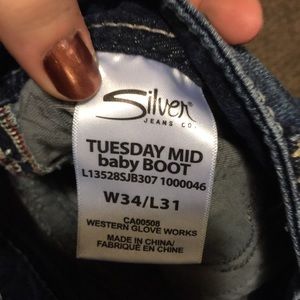 Silver
JEANS CO.
TUESDAY MID
baby BOOT
L13528SJB307 1000046
W34/L31
CA00508
WESTERN GLOVE WORKS
MADE IN CHINA/
FABRIQUÉ EN CHINE